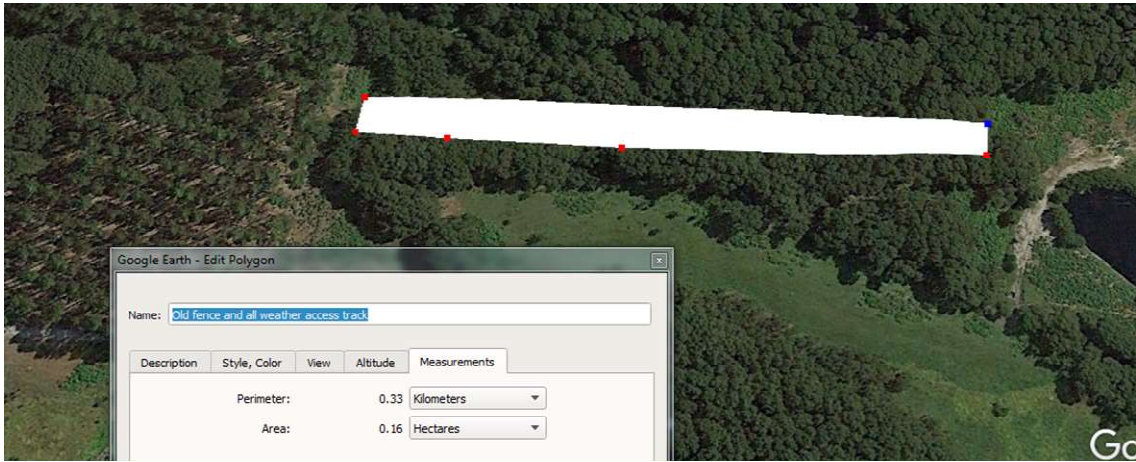 Google Earth - Edit Polygon
Name: Old fence and all weather access track
Description Style, Color View Altitude Measurements
Perimeter: 0.33 Kilometers
Area: 0.16 Hectares
Go